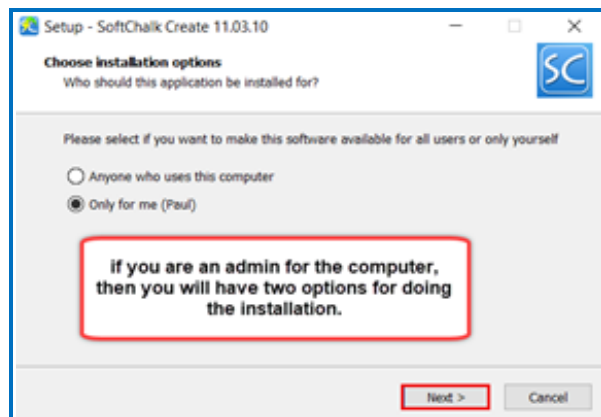 Setup - SoftChalk Create 11.03.10
Choose installation options
Who should this application be installed for?
SC
Please select if you want to make this software available for all users or only yourself
Anyone who uses this computer
Only for me (Paul)
if you are an admin for the computer,
then you will have two options for doing
the installation.
Next >
Cancel